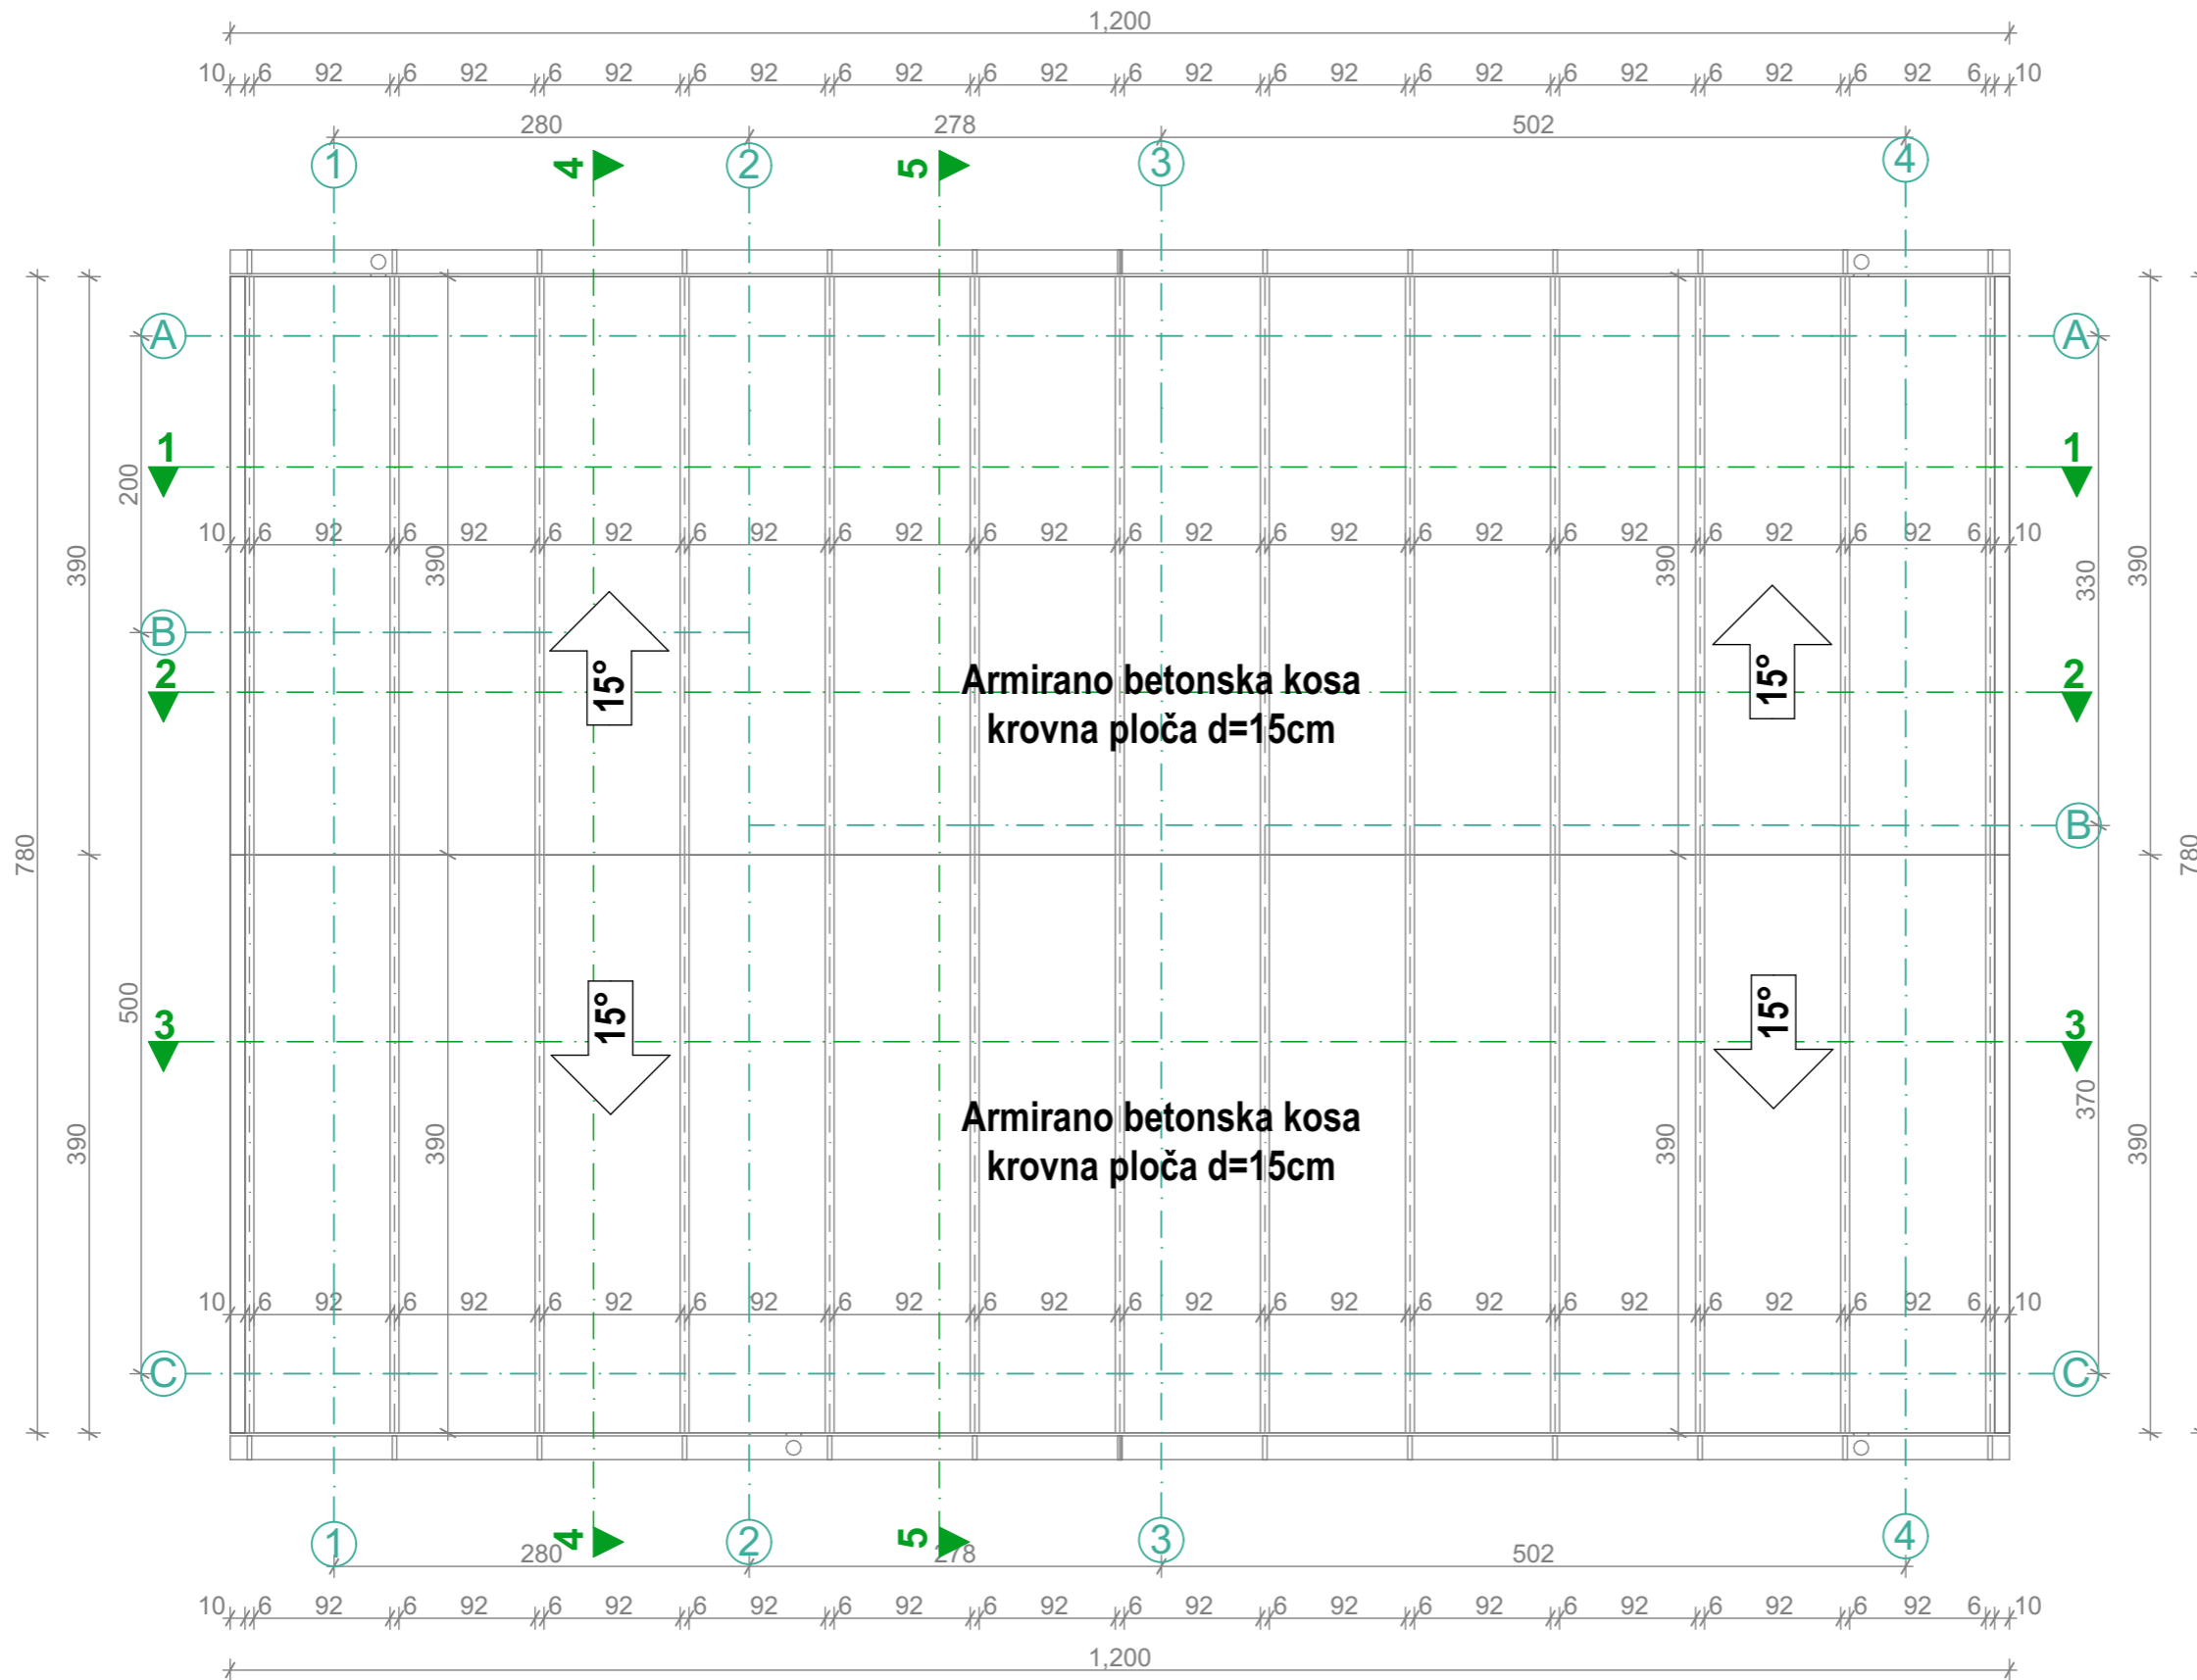 1,200
10 6 92 6 92 6 92 6 92 6 92 6 92 6 92 6 92 6 92 6 92 6 92 6 92 6 10
280 278 502
1 4 2 5 3 4
A A
1 1
200
10 6 92 6 92 6 92 6 92 6 92 6 92 6 92 6 92 6 92 6 92 6 92 6 92 6 10
390 390 390 330 390
B
15° 15°
2 2
Armirano betonska kosa
krovna ploča d=15cm
B
780 780
500
15° 15°
3 3
370
Armirano betonska kosa
krovna ploča d=15cm
390 390 390 390
10 6 92 6 92 6 92 6 92 6 92 6 92 6 92 6 92 6 92 6 92 6 92 6 92 6 10
C C
1 4 2 5 3 4
280 278 502
10 6 92 6 92 6 92 6 92 6 92 6 92 6 92 6 92 6 92 6 92 6 92 6 92 6 10
1,200